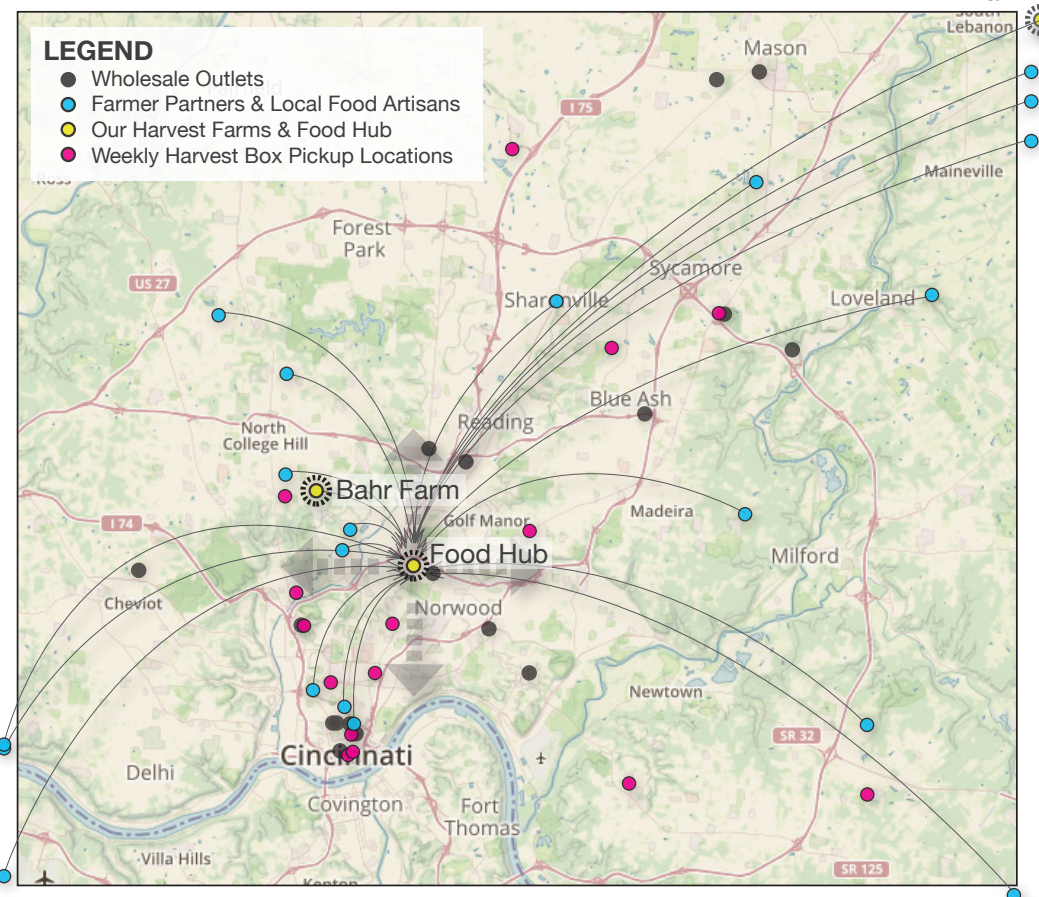 South
Lebanon
LEGEND
Wholesale Outlets
Farmer Partners & Local Food Artisans
Our Harvest Farms & Food Hub
Weekly Harvest Box Pickup Locations
Mason
I 75
Ross
Maineville
Forest
Park
Sycamore
US 27
Sharonville
Loveland
Blue Ash
Reading
North
College Hill
Bahr Farm
Golf Manor
Madeira
I 74
Food Hub
Milford
Cheviot
Norwood
Newtown
SR 32
Cincinnati
Delhi
Covington
Fort
Thomas
Villa Hills
SR 125
Kenton